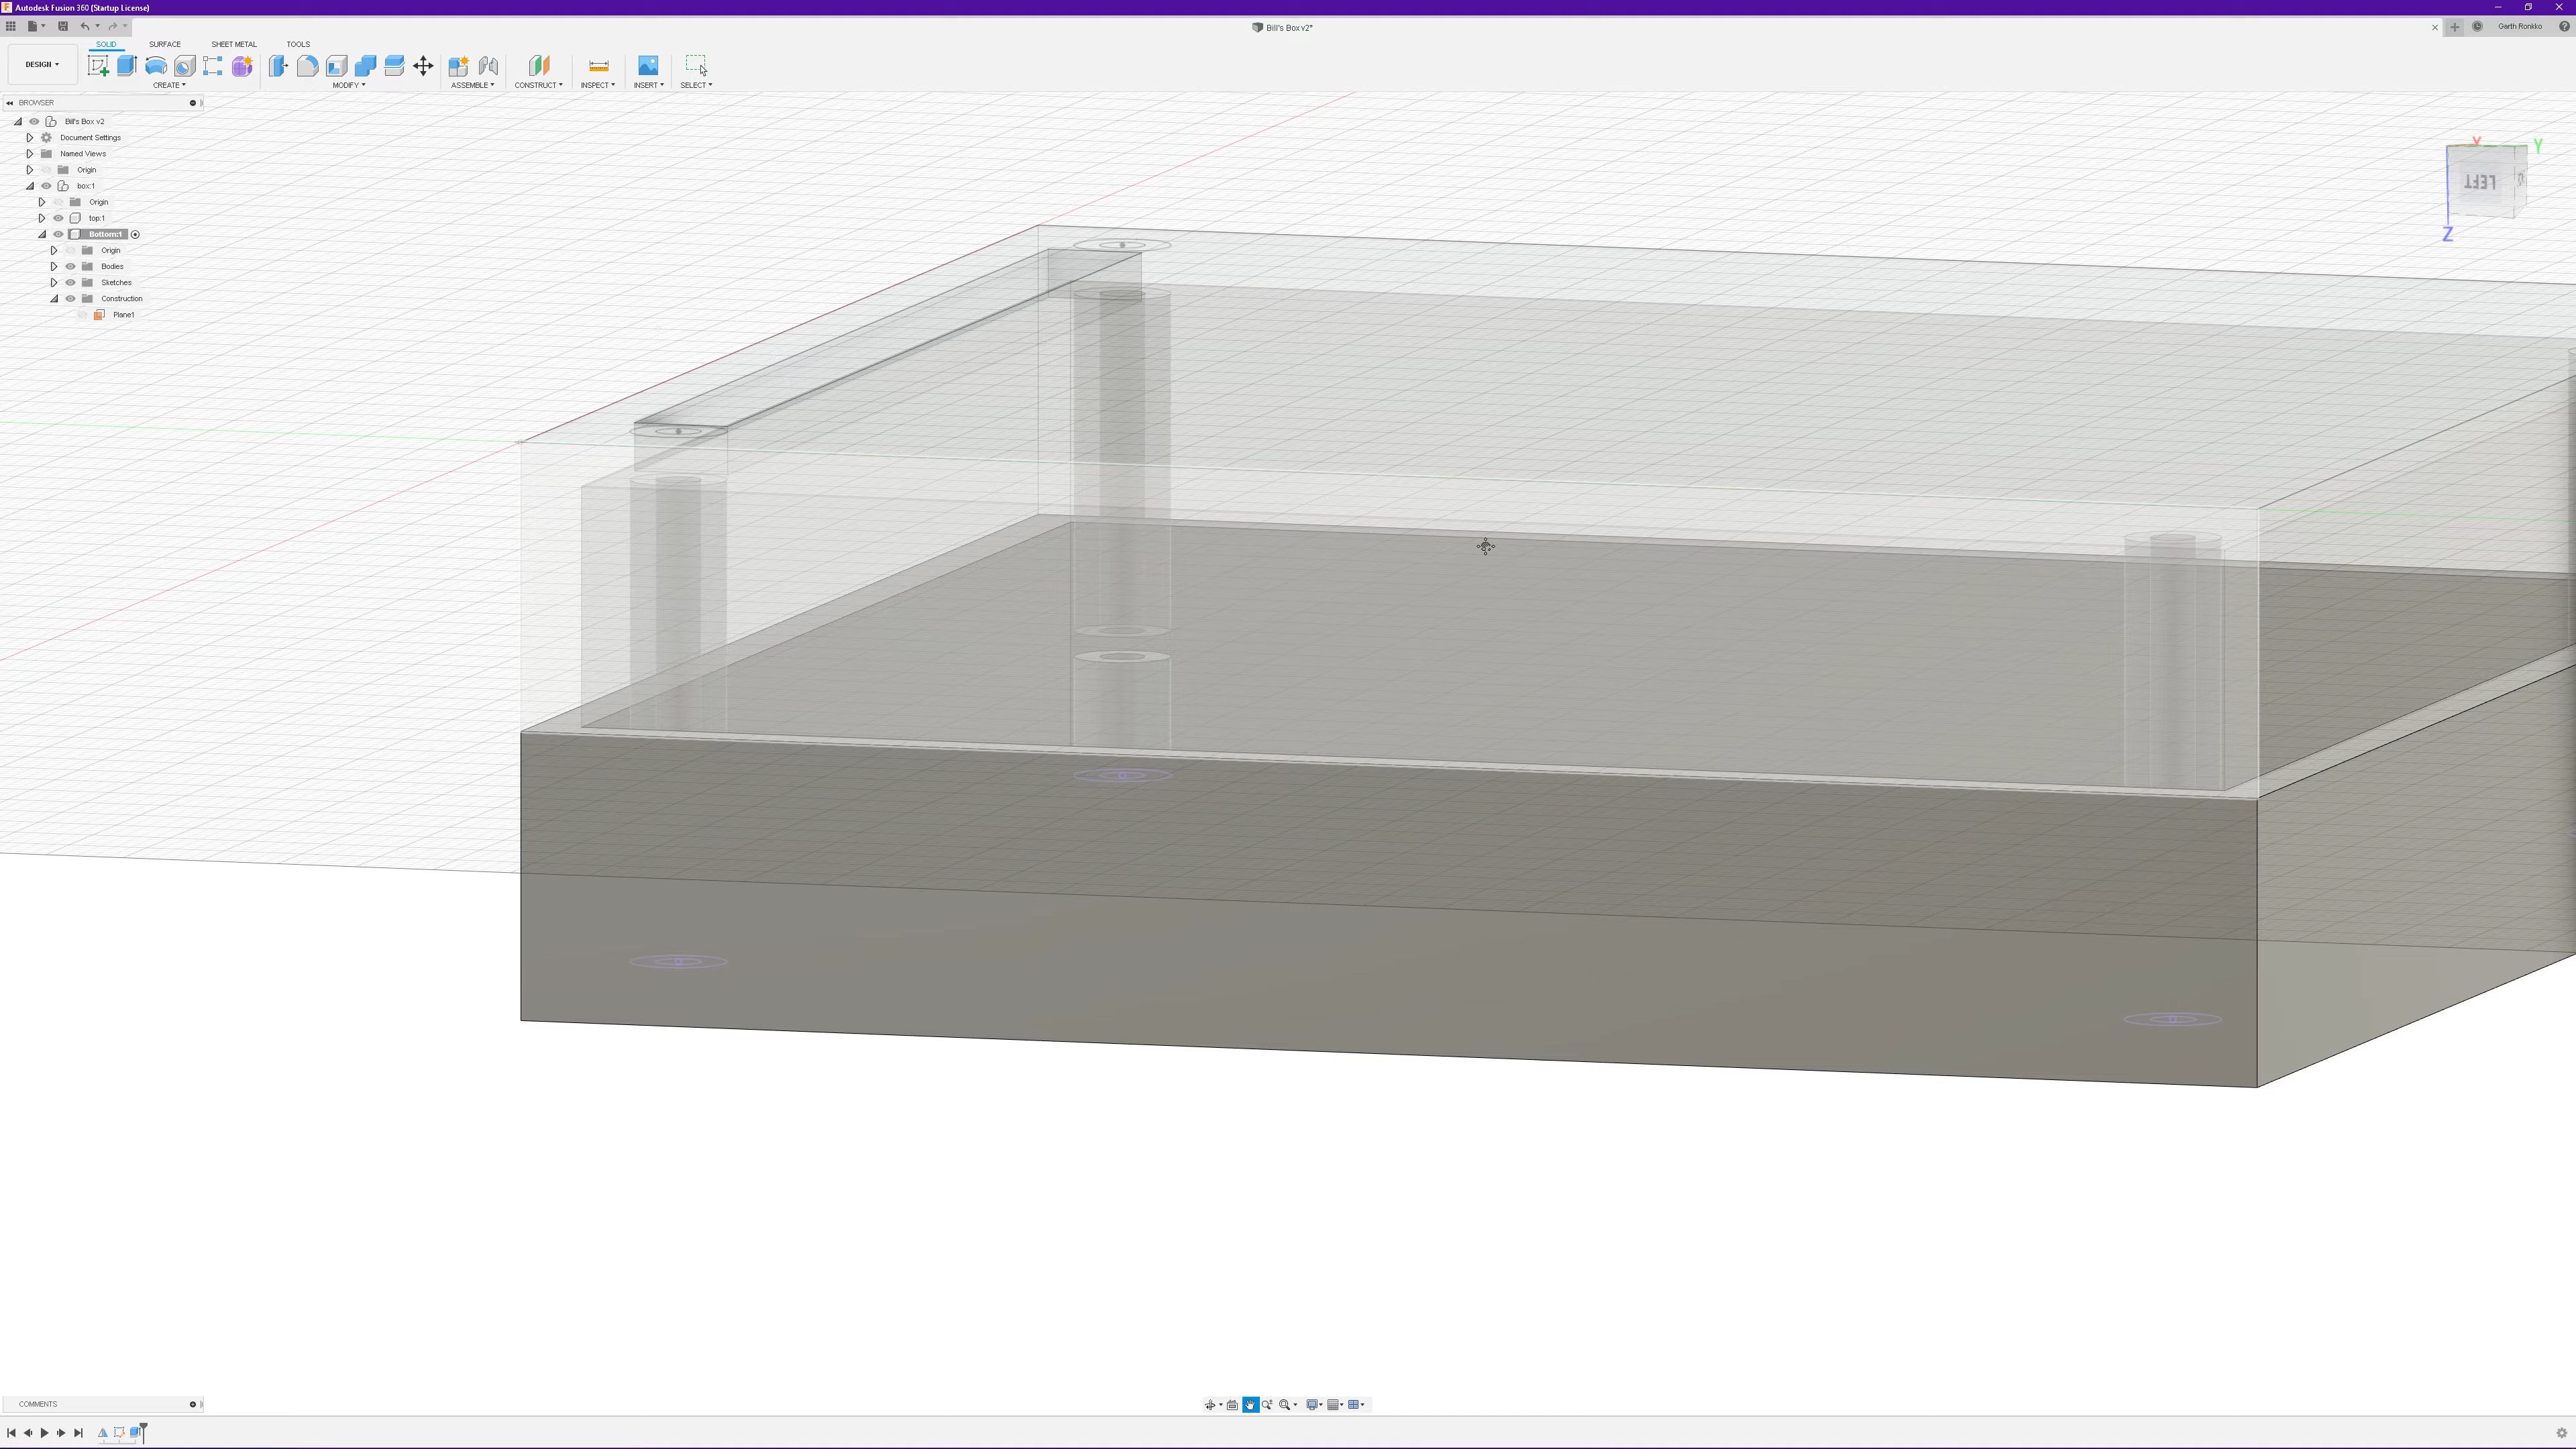 Autodesk Fusion 360 (Startup License)
Bill's Box v2*
Garth Ronkko
SOLID SURFACE SHEET METAL TOOLS
DESIGN
CREATE MODIFY ASSEMBLE CONSTRUCT INSPECT INSERT SELECT
BROWSER
Bill's Box v2
Document Settings
Named Views
Origin
box:1
Origin
top:1
Bottom:1
Origin
Bodies
Sketches
Construction
Plane1
Y
LEFT
Z
COMMENTS